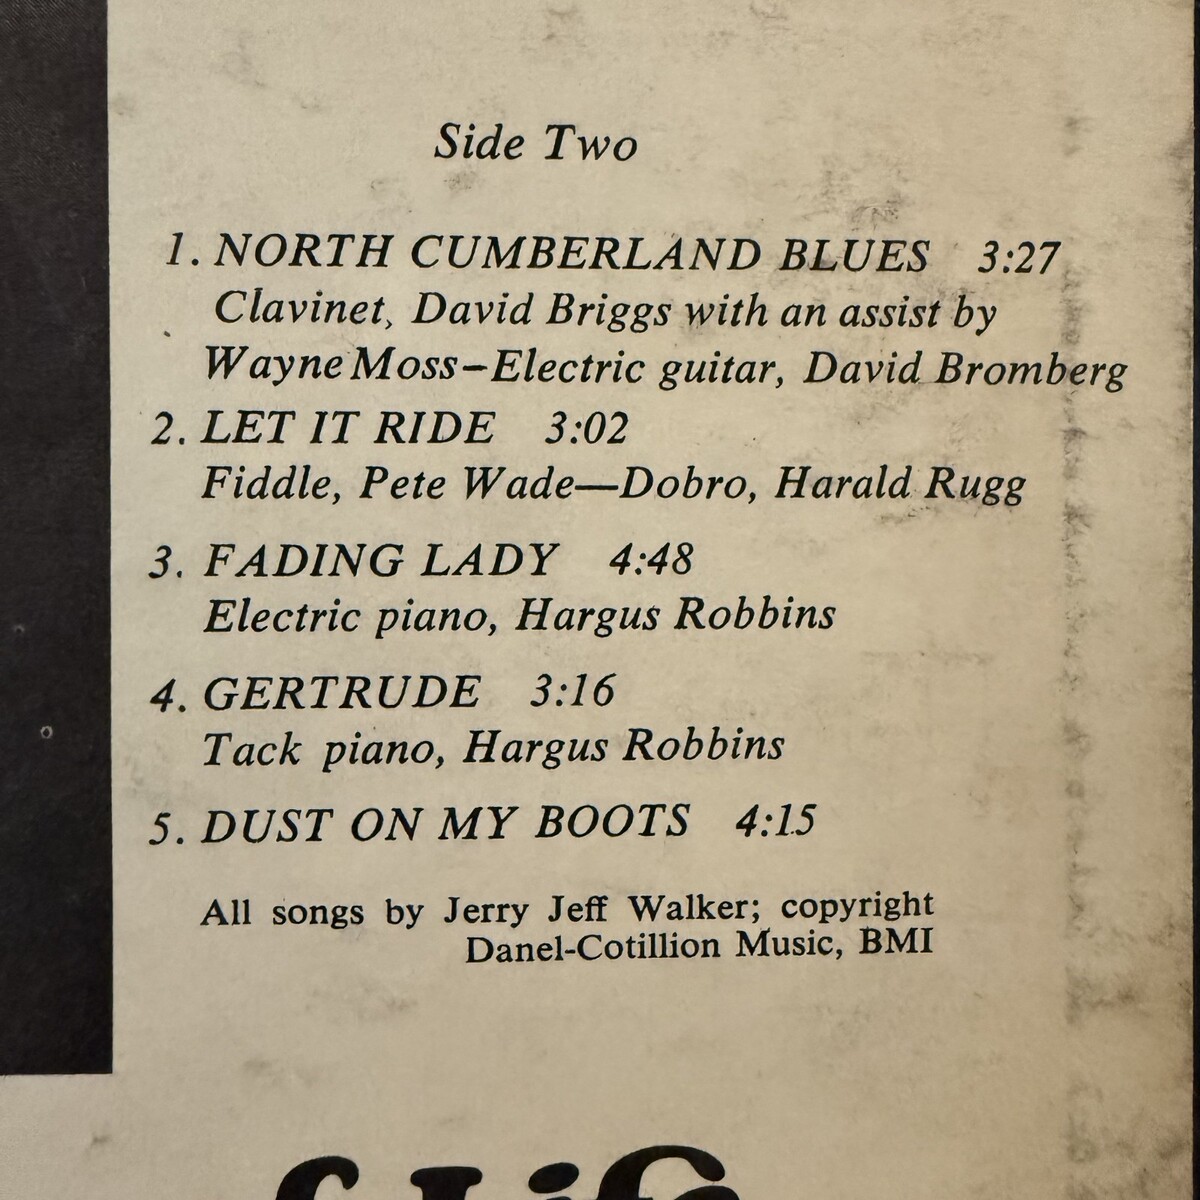 Side Two
1. NORTH CUMBERLAND BLUES 3:27
Clavinet, David Briggs with an assist by
Wayne Moss–Electric guitar, David Bromberg
2. LET IT RIDE 3:02
Fiddle, Pete Wade—Dobro, Harald Rugg
3. FADING LADY 4:48
Electric piano, Hargus Robbins
4. GERTRUDE 3:16
Tack piano, Hargus Robbins
5. DUST ON MY BOOTS 4:15
All songs by Jerry Jeff Walker; copyright
Danel-Cotillion Music, BMI
f Life